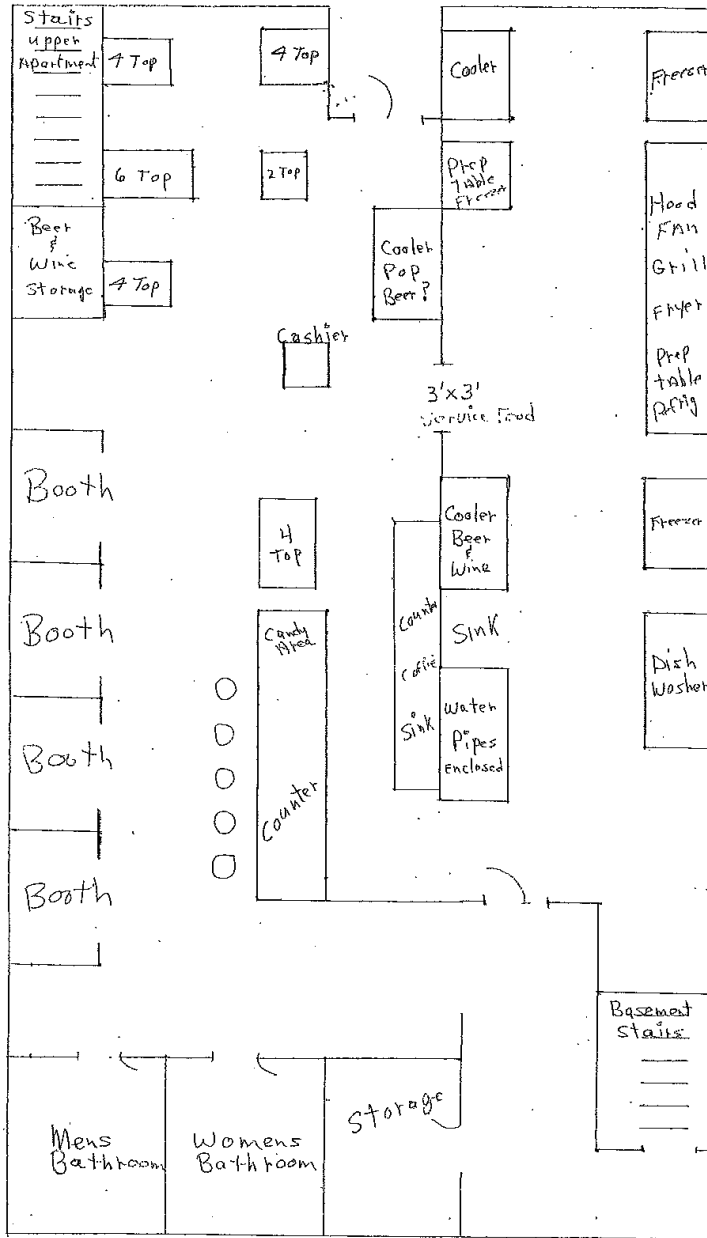 Stairs
upper
Apartment
4 Top
4 Top
Cooler
Freezer
6 Top
2 Top
Prep
Table
Freezer
Beer
&
Wine
Storage
4 Top
Cooler
Pop
Beer?
Hood
FAN
Grill
Fryer
Prep
table
Refrig
Cashier
3'x3'
Service Food
Booth
4
Top
Cooler
Beer
&
Wine
Freezer
Booth
Candy
Area
Counter
Coffie
Sink
Sink
Dish
Washer
Booth
Counter
Water
Pipes
Enclosed
Booth
Basement
Stairs
Mens
Bathroom
Womens
Bathroom
Storage